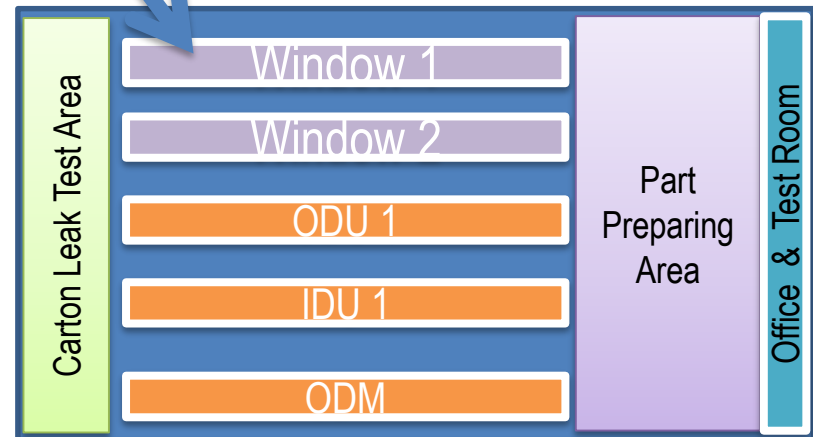 Carton Leak Test Area
Window 1
Window 2
ODU 1
IDU 1
ODM
Part
Preparing
Area
Office & Test Room